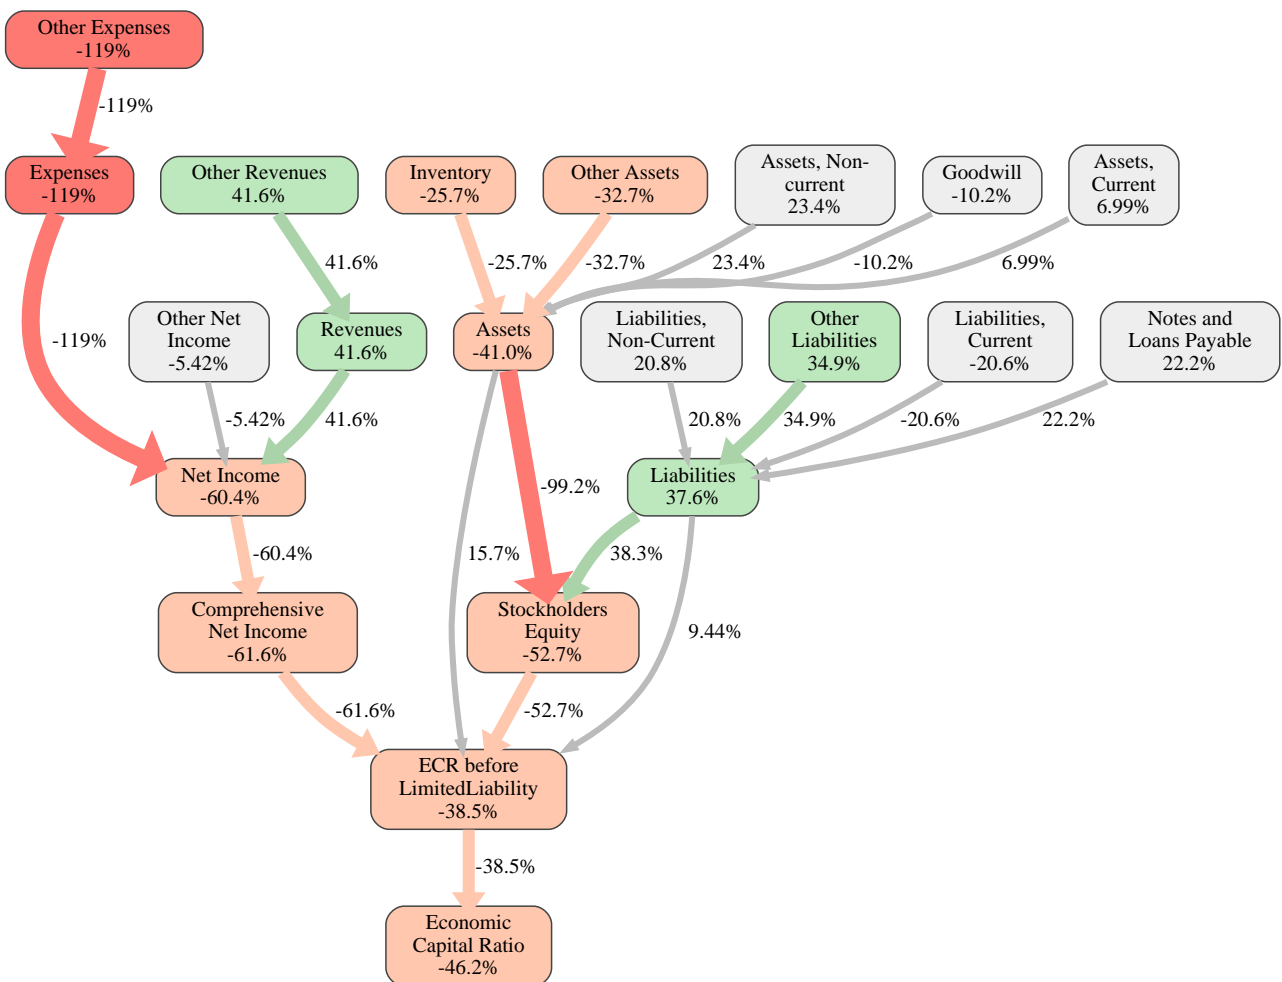 Other Expenses
-119%
-119%
Expenses
-119%
Other Revenues
41.6%
Inventory
-25.7%
Other Assets
-32.7%
Assets, Non-
current
23.4%
Goodwill
-10.2%
Assets,
Current
6.99%
41.6%
-25.7%
-32.7%
23.4%
-10.2%
6.99%
-119%
Other Net
Income
-5.42%
Revenues
41.6%
Assets
-41.0%
Liabilities,
Non-Current
20.8%
Other
Liabilities
34.9%
Liabilities,
Current
-20.6%
Notes and
Loans Payable
22.2%
-5.42%
41.6%
20.8%
34.9%
-20.6%
22.2%
Net Income
-60.4%
-99.2%
Liabilities
37.6%
-60.4%
15.7%
38.3%
Comprehensive
Net Income
-61.6%
Stockholders
Equity
-52.7%
9.44%
-61.6%
-52.7%
ECR before
LimitedLiability
-38.5%
-38.5%
Economic
Capital Ratio
-46.2%